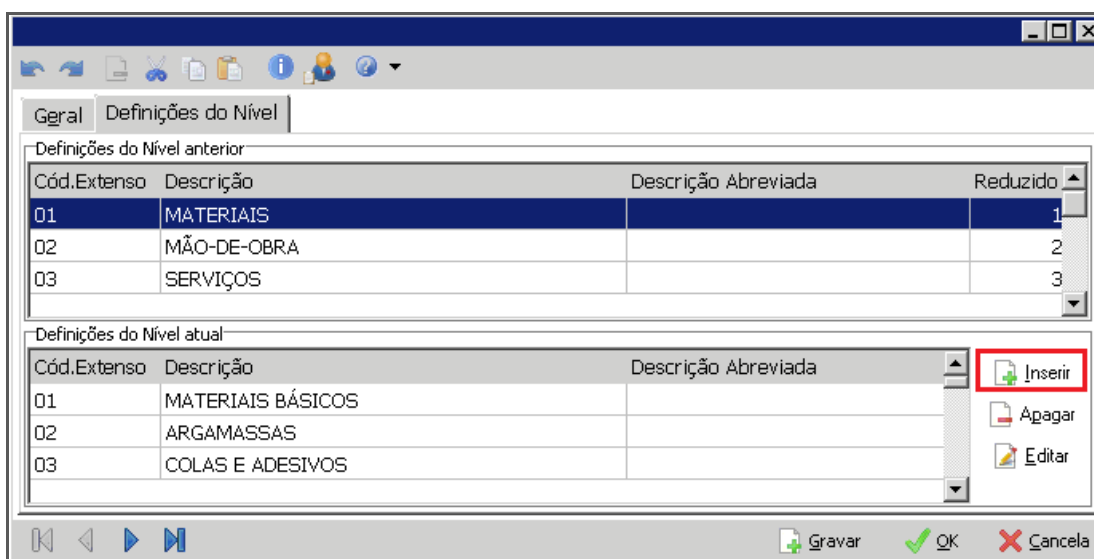 Geral Definições do Nível
Definições do Nível anterior
Cód.Extenso Descrição Descrição Abreviada Reduzido
01 MATERIAIS 1
02 MÃO-DE-OBRA 2
03 SERVIÇOS 3
Definições do Nível atual
Cód.Extenso Descrição Descrição Abreviada
01 MATERIAIS BÁSICOS
02 ARGAMASSAS
03 COLAS E ADESIVOS
Inserir
Apagar
Editar
Gravar OK Cancela